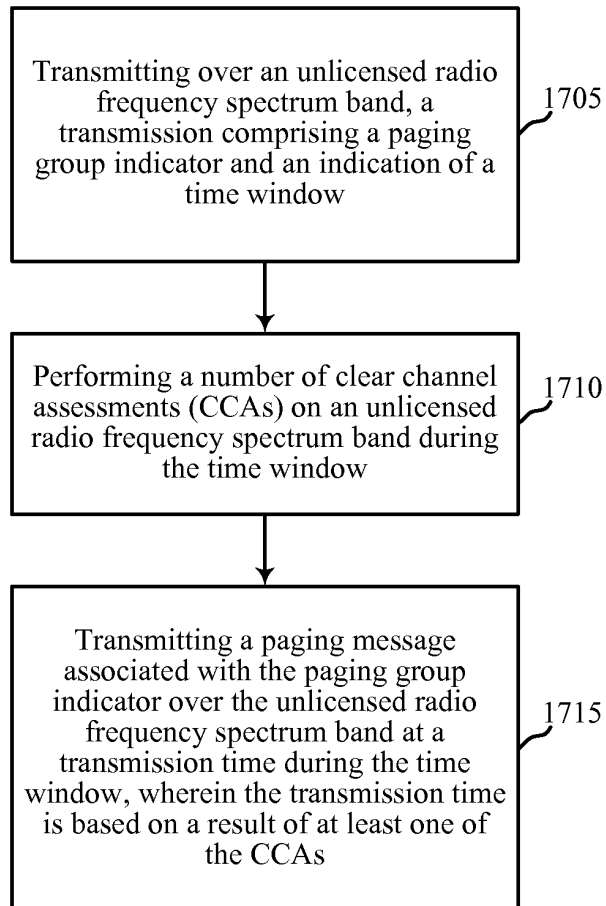 Transmitting over an unlicensed radio
frequency spectrum band, a
transmission comprising a paging
group indicator and an indication of a
time window
1705
Performing a number of clear channel
assessments (CCAs) on an unlicensed
radio frequency spectrum band during
the time window
1710
Transmitting a paging message
associated with the paging group
indicator over the unlicensed radio
frequency spectrum band at a
transmission time during the time
window, wherein the transmission time
is based on a result of at least one of
the CCAs
1715